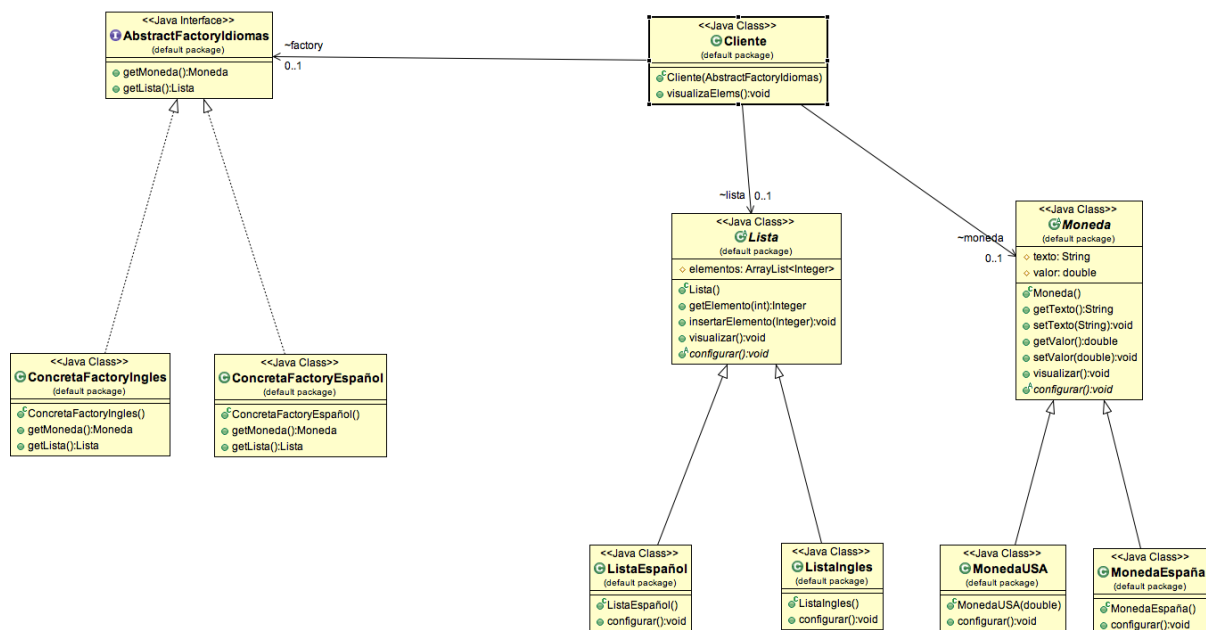 <<Java Interface>>
AbstractFactoryIdiomas
(default package)
getMoneda():Moneda
getLista():Lista
~factory
0..1
<<Java Class>>
Cliente
(default package)
Cliente(AbstractFactoryIdiomas)
visualizaElems():void
~lista 0..1
~moneda
0..1
<<Java Class>>
Lista
(default package)
elementos: ArrayList<Integer>
Lista()
getElemento(int):Integer
insertarElemento(Integer):void
visualizar():void
configurar():void
<<Java Class>>
Moneda
(default package)
texto: String
valor: double
Moneda()
getTexto():String
setTexto(String):void
getValor():double
setValor(double):void
visualizar():void
configurar():void
<<Java Class>>
ConcretaFactoryIngles
(default package)
ConcretaFactoryIngles()
getMoneda():Moneda
getLista():Lista
<<Java Class>>
ConcretaFactoryEspañol
(default package)
ConcretaFactoryEspañol()
getMoneda():Moneda
getLista():Lista
<<Java Class>>
ListaEspañol
(default package)
ListaEspañol()
configurar():void
<<Java Class>>
ListaIngles
(default package)
ListaIngles()
configurar():void
<<Java Class>>
MonedaUSA
(default package)
MonedaUSA(double)
configurar():void
<<Java Class>>
MonedaEspaña
(default package)
MonedaEspaña()
configurar():void